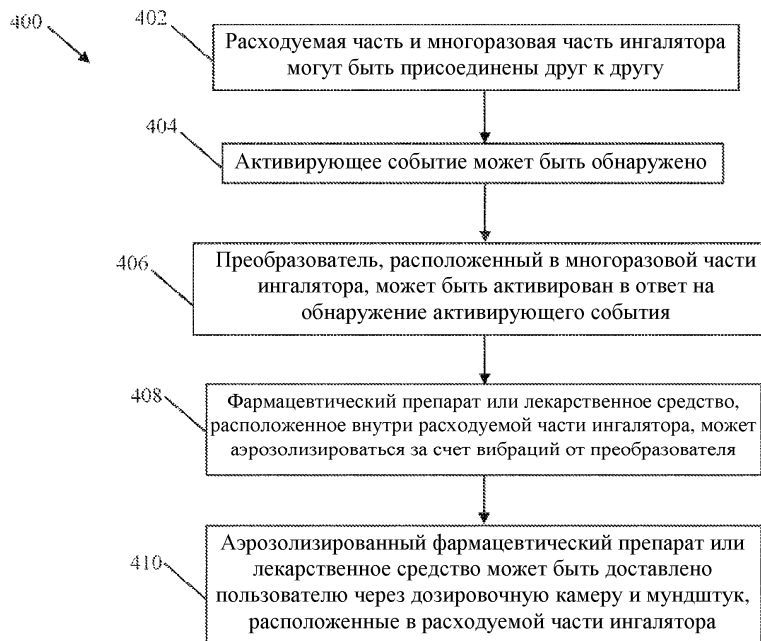 400
402
Расходуемая часть и многоразовая часть ингалятора
могут быть присоединены друг к другу
404
Активирующее событие может быть обнаружено
406
Преобразователь, расположенный в многоразовой части
ингалятора, может быть активирован в ответ на
обнаружение активирующего события
408
Фармацевтический препарат или лекарственное средство,
расположенное внутри расходуемой части ингалятора, может
аэрозолизироваться за счет вибраций от преобразователя
410
Аэрозолизированный фармацевтический препарат или
лекарственное средство может быть доставлено
пользователю через дозировочную камеру и мундштук,
расположенные в расходуемой части ингалятора